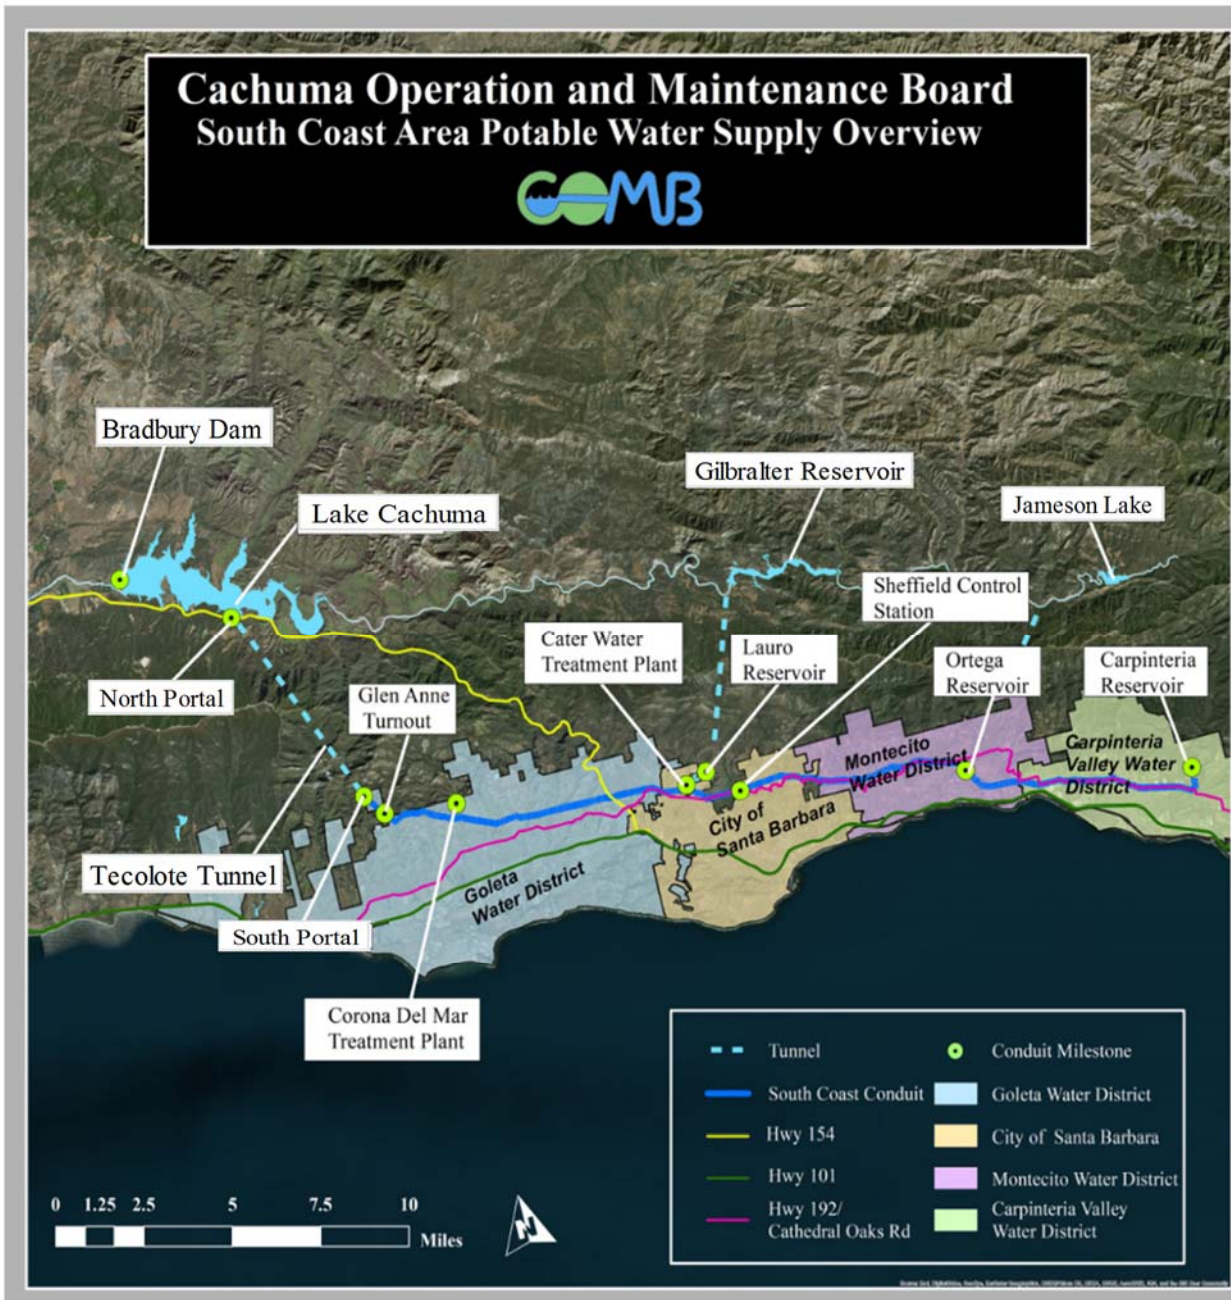 Cachuma Operation and Maintenance Board
South Coast Area Potable Water Supply Overview
COMB
Bradbury Dam
Lake Cachuma
Gilbralter Reservoir
Jameson Lake
Sheffield Control
Station
Cater Water
Treatment Plant
Lauro
Reservoir
Ortega
Reservoir
Carpinteria
Reservoir
North Portal
Glen Anne
Turnout
Montecito
Water District
Carpinteria
Valley Water
District
City of
Santa Barbara
Tecolote Tunnel
Goleta
Water District
South Portal
Corona Del Mar
Treatment Plant
Tunnel
South Coast Conduit
Hwy 154
Hwy 101
Hwy 192/
Cathedral Oaks Rd
Conduit Milestone
Goleta Water District
City of Santa Barbara
Montecito Water District
Carpinteria Valley
Water District
0 1.25 2.5 5 7.5 10
Miles
N